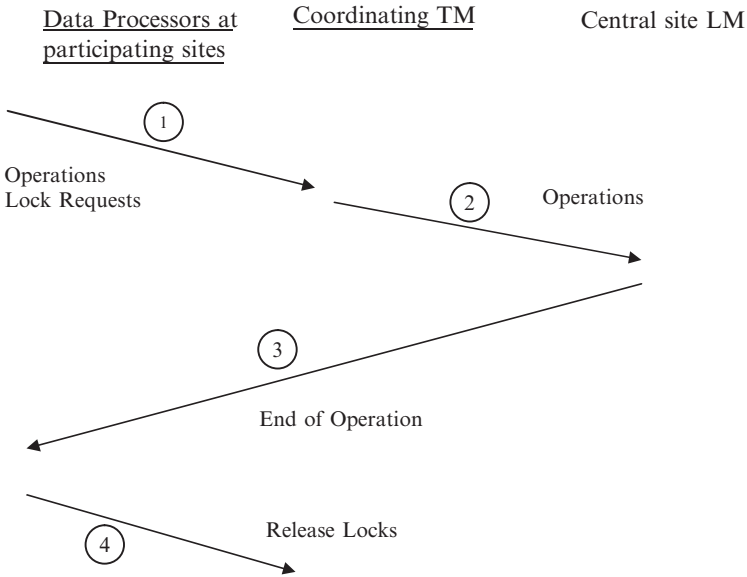 Data Processors at
participating sites
Coordinating TM
Central site LM
1
Operations
Lock Requests
2
Operations
3
End of Operation
4
Release Locks